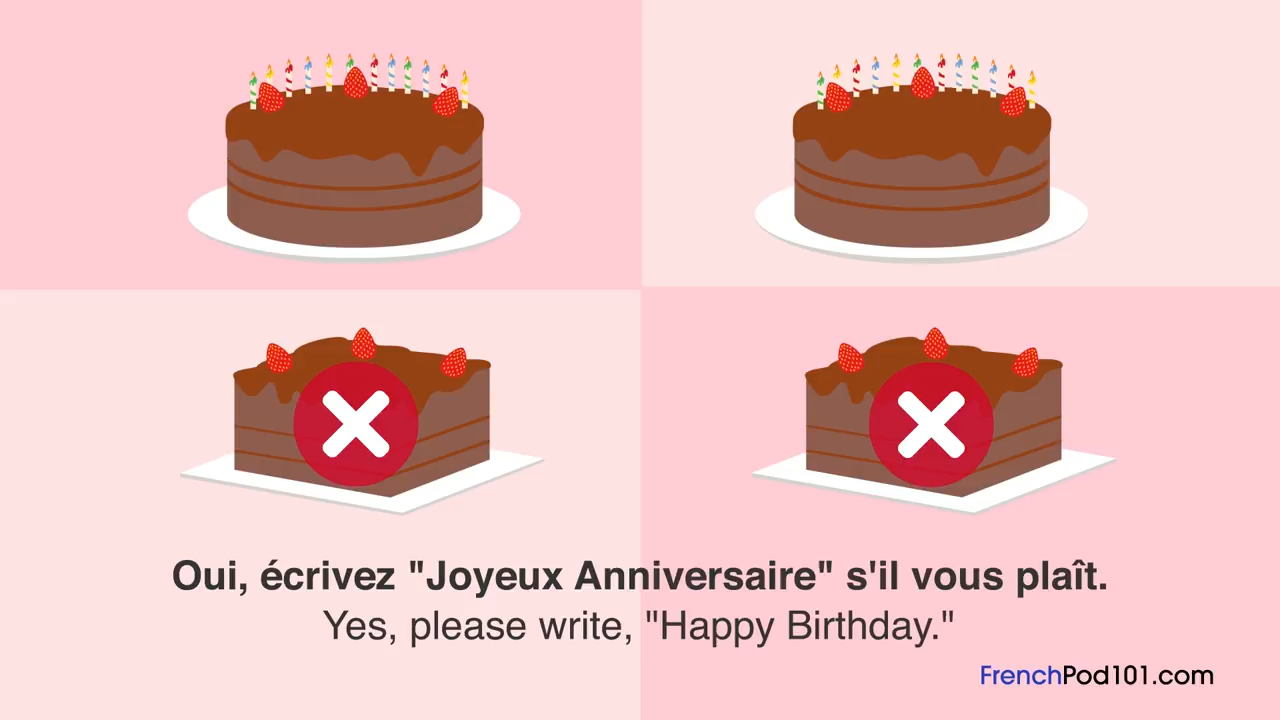 Oui, écrivez "Joyeux Anniversaire" s'il vous plaît.
Yes, please write, "Happy Birthday."
FrenchPod101.com